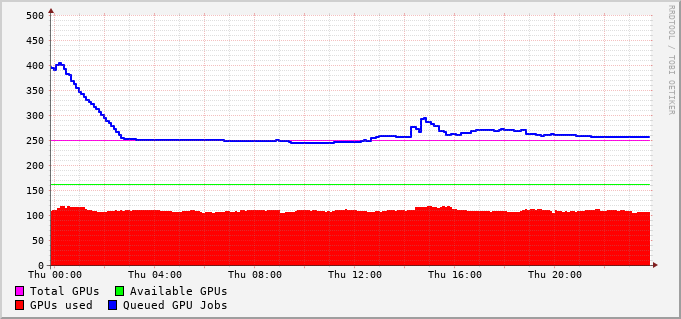 500
450
400
350
300
250
200
150
100
50
0
Thu 00:00 Thu 04:00 Thu 08:00 Thu 12:00 Thu 16:00 Thu 20:00
Total GPUs Available GPUs
GPUs used Queued GPU Jobs
RRDTOOL / TOBI OETIKER